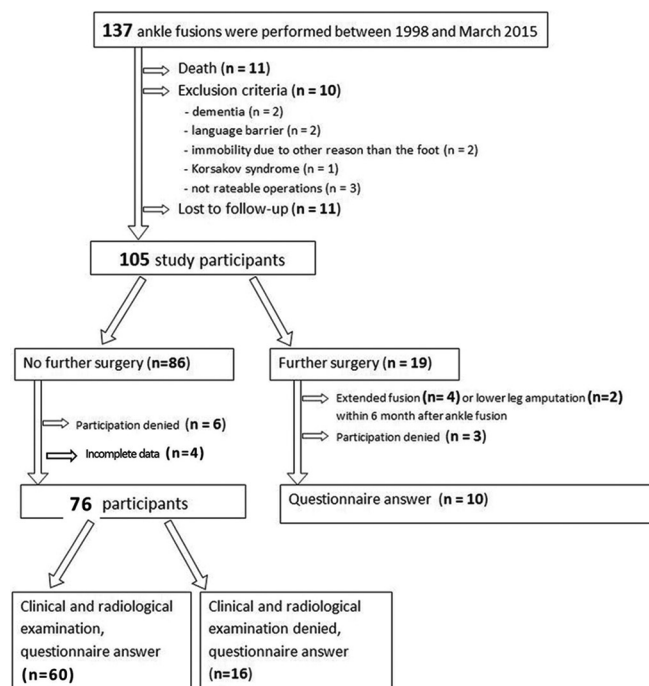 137 ankle fusions were performed between 1998 and March 2015
Death (n = 11)
Exclusion criteria (n = 10)
- dementia (n = 2)
- language barrier (n = 2)
- immobility due to other reason than the foot (n = 2)
- Korsakov syndrome (n = 1)
- not rateable operations (n = 3)
Lost to follow-up (n = 11)
105 study participants
No further surgery (n=86)
Further surgery (n = 19)
Participation denied (n = 6)
Incomplete data (n=4)
Extended fusion (n= 4) or lower leg amputation (n=2)
within 6 month after ankle fusion
Participation denied (n = 3)
76 participants
Questionnaire answer (n = 10)
Clinical and radiological
examination,
questionnaire answer
(n=60)
Clinical and radiological
examination denied,
questionnaire answer
(n=16)